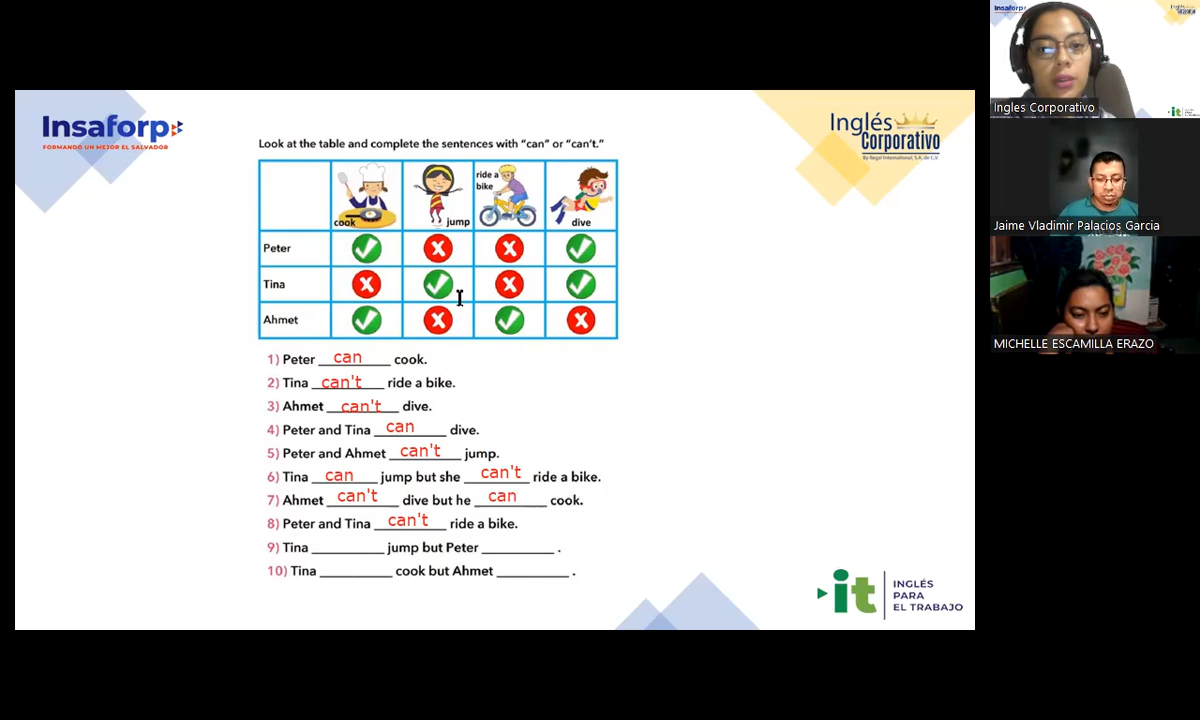 Insaforp
FORMANDO UN MEJOR EL SALVADOR
Inglés
Corporativo
By Regal International, S.A. de C.V.
Look at the table and complete the sentences with "can" or "can't."
cook
jump
ride a
bike
dive
Peter
Tina
Ahmet
1) Peter can cook.
2) Tina can't ride a bike.
3) Ahmet can't dive.
4) Peter and Tina can dive.
5) Peter and Ahmet can't jump.
6) Tina can jump but she can't ride a bike.
7) Ahmet can't dive but he can cook.
8) Peter and Tina can't ride a bike.
9) Tina ____________ jump but Peter ____________ .
10) Tina ____________ cook but Ahmet ____________ .
it
INGLÉS
PARA
EL TRABAJO
Insaforp
Ingles Corporativo
Jaime Vladimir Palacios Garcia
MICHELLE ESCAMILLA ERAZO